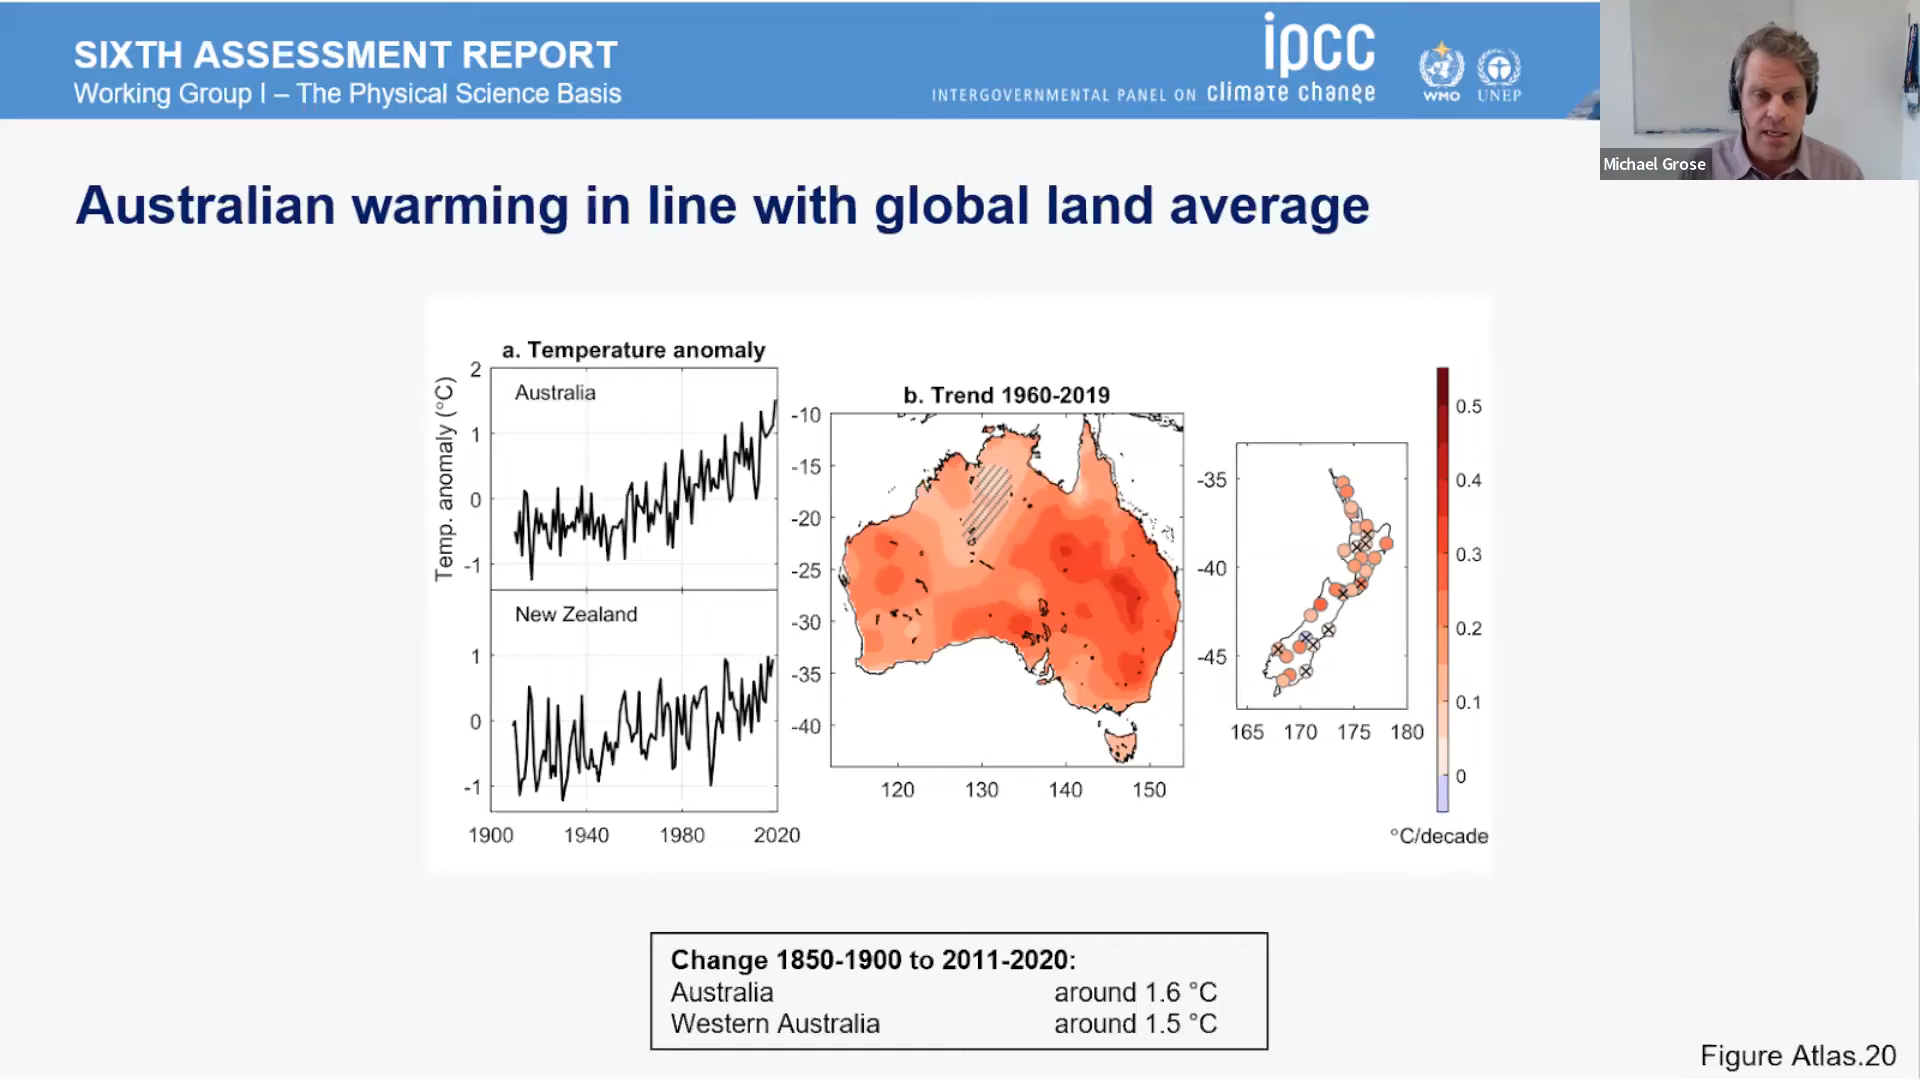 SIXTH ASSESSMENT REPORT
Working Group I – The Physical Science Basis
ipcc
INTERGOVERNMENTAL PANEL ON climate change
WMO
UNEP
Michael Grose
Australian warming in line with global land average
a. Temperature anomaly
Temp. anomaly (°C)
2
1
0
-1
Australia
New Zealand
1
0
-1
1900 1940 1980 2020
b. Trend 1960-2019
-10
-15
-20
-25
-30
-35
-40
120 130 140 150
-35
-40
-45
165 170 175 180
0.5
0.4
0.3
0.2
0.1
0
°C/decade
Change 1850-1900 to 2011-2020:
Australia around 1.6 °C
Western Australia around 1.5 °C
Figure Atlas.20